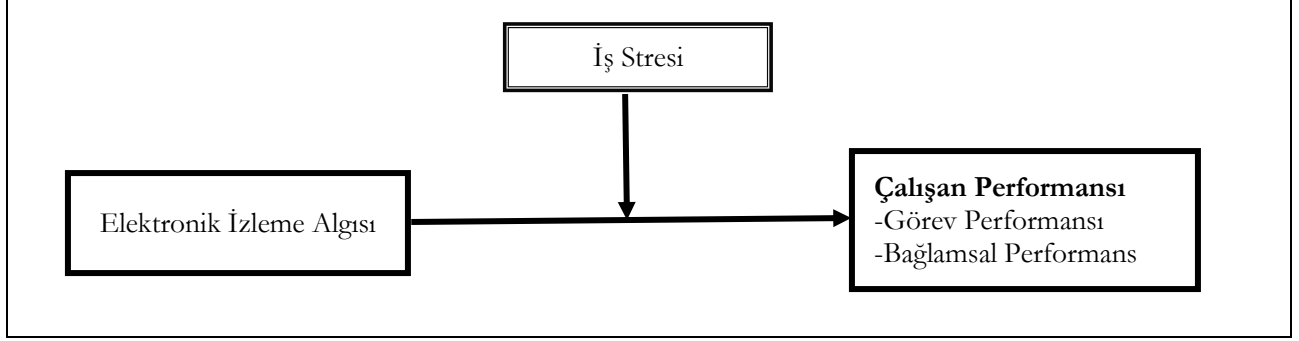 İş Stresi
Elektronik İzleme Algısı
Çalışan Performansı
-Görev Performansı
-Bağlamsal Performans